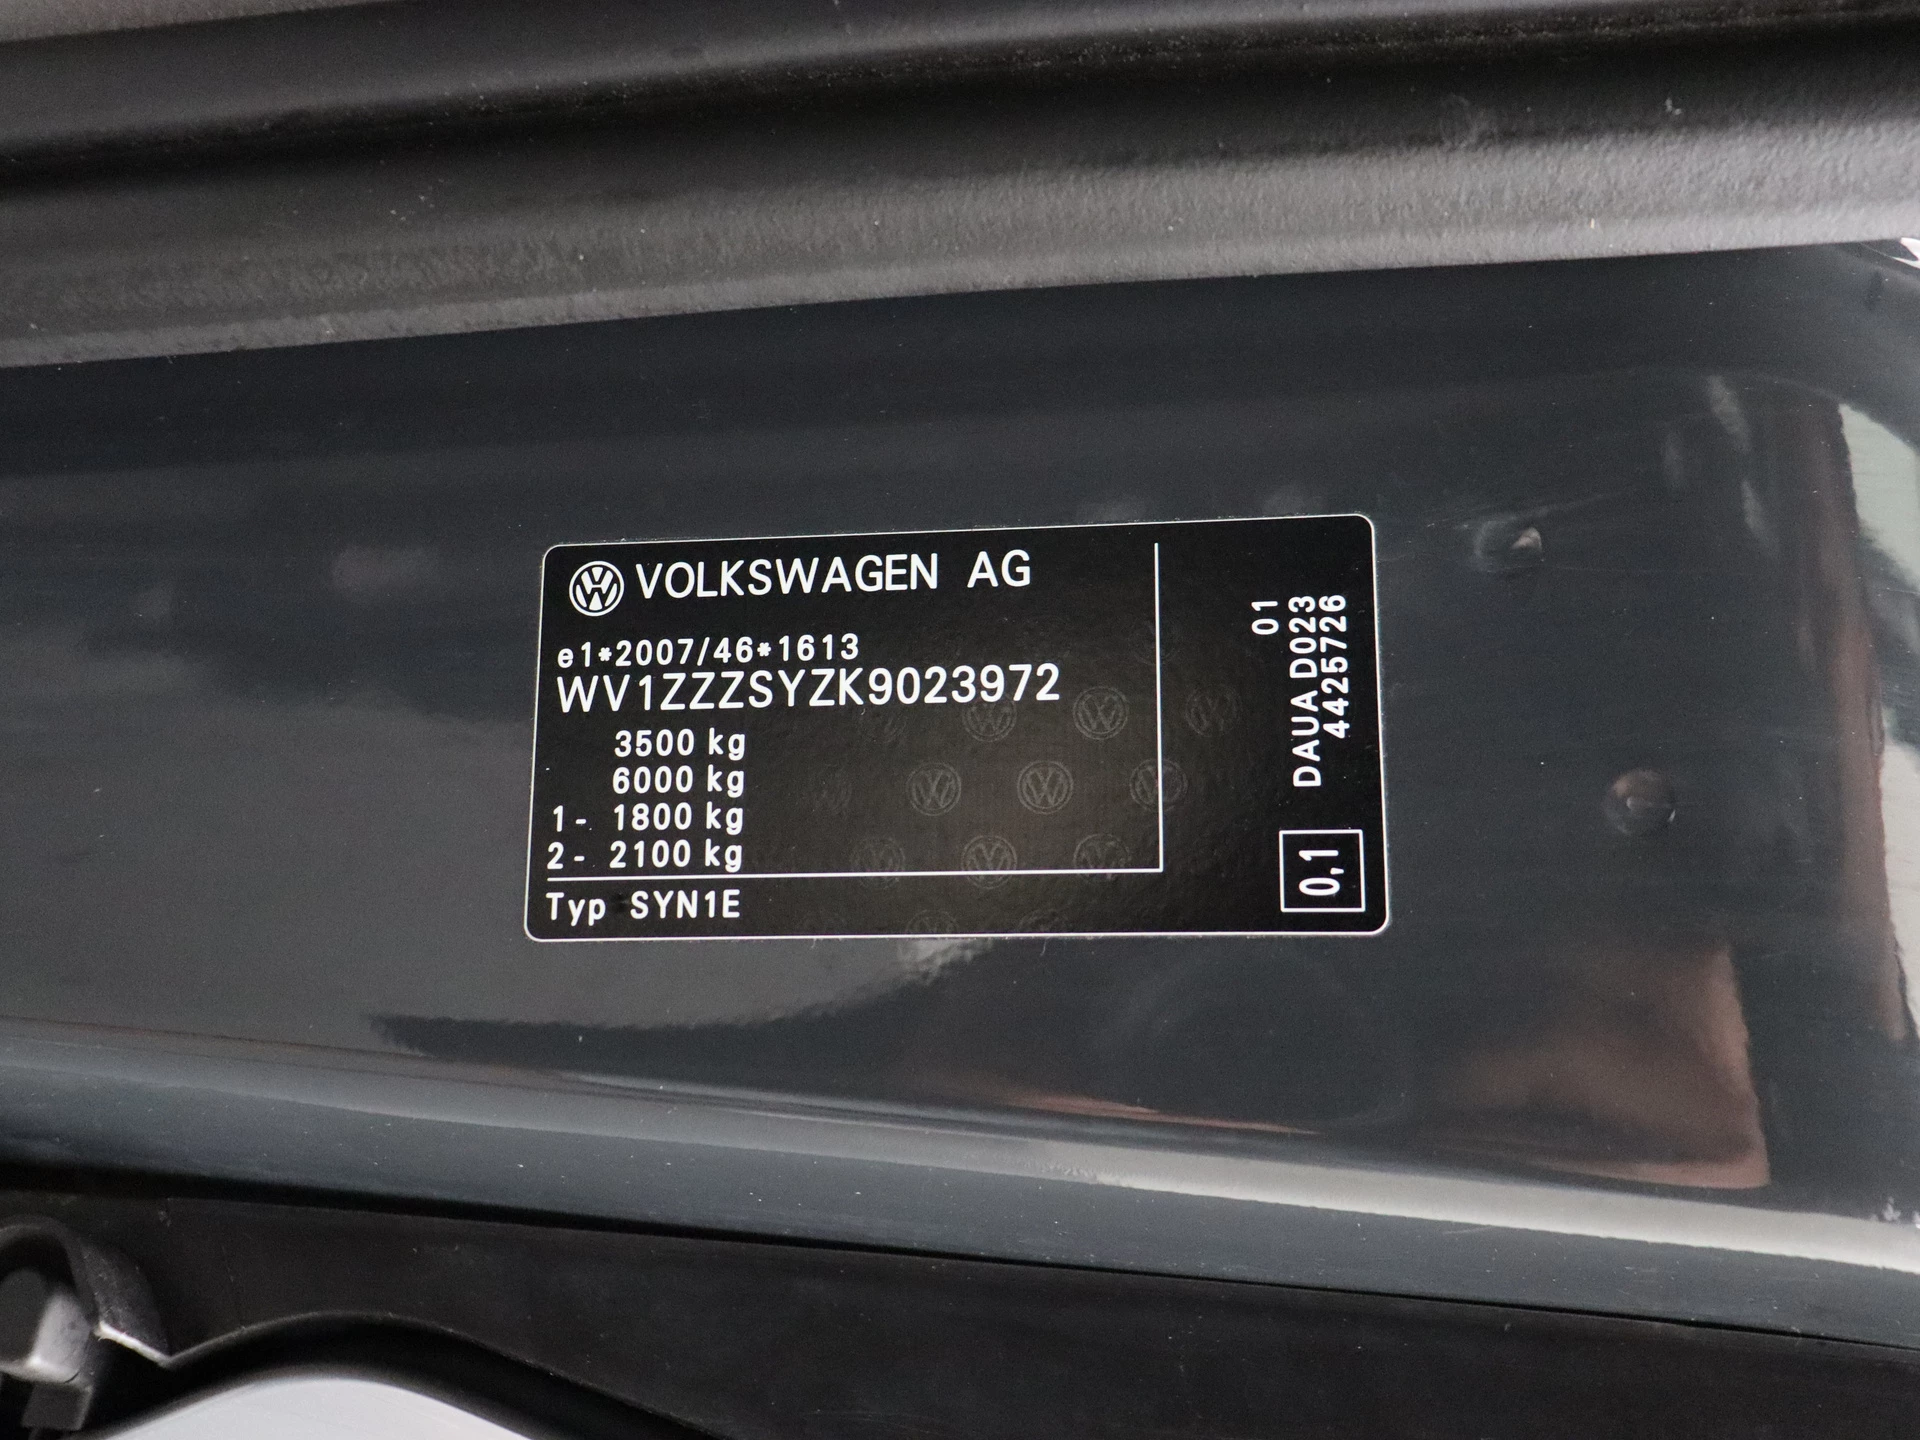 VOLKSWAGEN AG
e1*2007/46*1613
WV1ZZZSYZK9023972
3500 kg
6000 kg
1- 1800 kg
2- 2100 kg
Typ SYN1E
01
DAUA D023
4425726
0,1